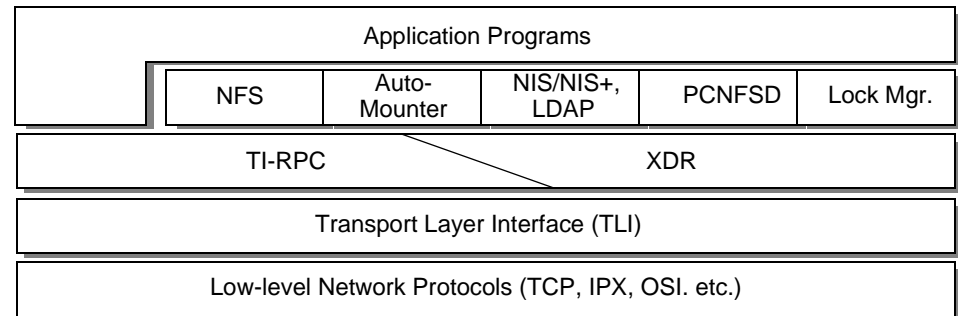 Application Programs
NFS
Auto-
Mounter
NIS/NIS+,
LDAP
PCNFSD
Lock Mgr.
TI-RPC
XDR
Transport Layer Interface (TLI)
Low-level Network Protocols (TCP, IPX, OSI. etc.)